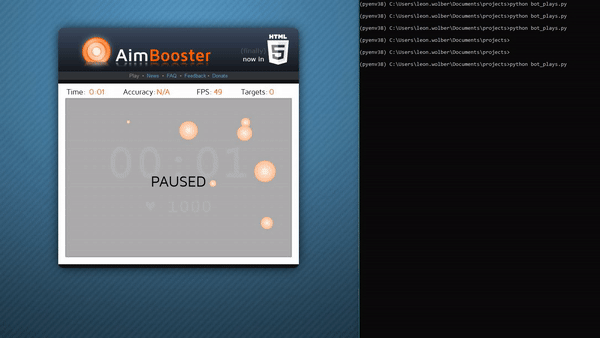 AimBooster
(finally)
now in
HTML
5
Play • News • FAQ • Feedback • Donate
Time: 0:01 Accuracy: N/A FPS: 49 Targets: 0
00:01
PAUSED
♥ 1000
(pyenv38) C:\Users\leon.wolber\Documents\projects>python bot_plays.py
(pyenv38) C:\Users\leon.wolber\Documents\projects>python bot_plays.py
(pyenv38) C:\Users\leon.wolber\Documents\projects>python bot_plays.py
(pyenv38) C:\Users\leon.wolber\Documents\projects>
(pyenv38) C:\Users\leon.wolber\Documents\projects>
(pyenv38) C:\Users\leon.wolber\Documents\projects>python bot_plays.py